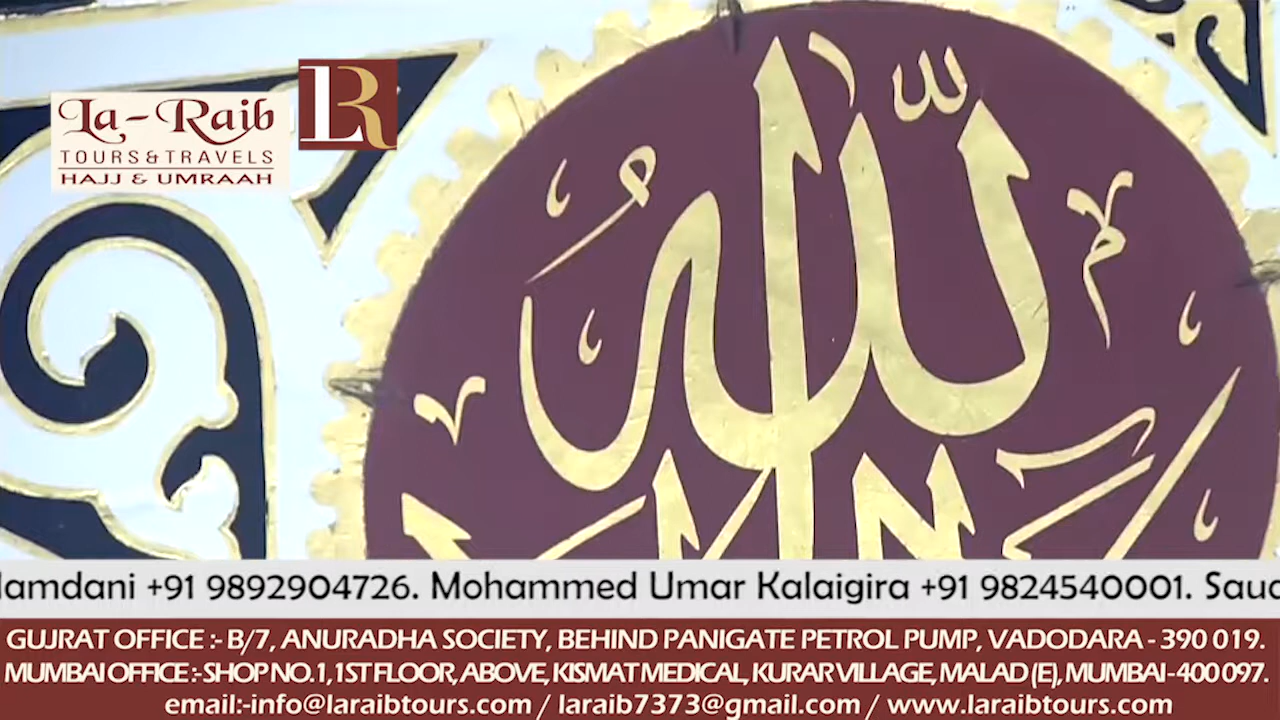 La-Raib
LR
TOURS & TRAVELS
HAJJ & UMRAAH
الله
+91 9892904726. Mohammed Umar Kalaigira +91 9824540001.
GUJRAT OFFICE :- B/7, ANURADHA SOCIETY, BEHIND PANIGATE PETROL PUMP, VADODARA - 390 019.
MUMBAI OFFICE :- SHOP NO. 1, 1ST FLOOR, ABOVE, KISMAT MEDICAL, KURAR VILLAGE, MALAD (E), MUMBAI - 400 097.
email:-info@laraibtours.com / laraib7373@gmail.com / www.laraibtours.com